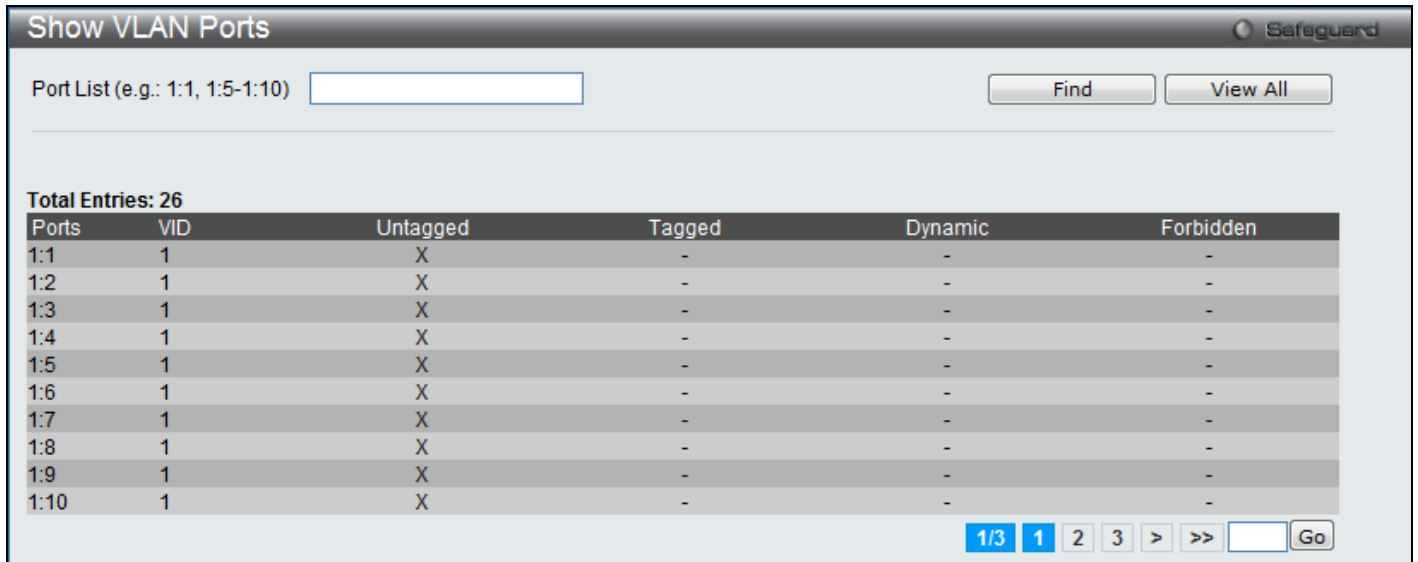 Show VLAN Ports Safeguard
Port List (e.g.: 1:1, 1:5-1:10) Find View All
Total Entries: 26
Ports VID Untagged Tagged Dynamic Forbidden
1:1 1 X - - -
1:2 1 X - - -
1:3 1 X - - -
1:4 1 X - - -
1:5 1 X - - -
1:6 1 X - - -
1:7 1 X - - -
1:8 1 X - - -
1:9 1 X - - -
1:10 1 X - - -
1/3 1 2 3 > >> Go